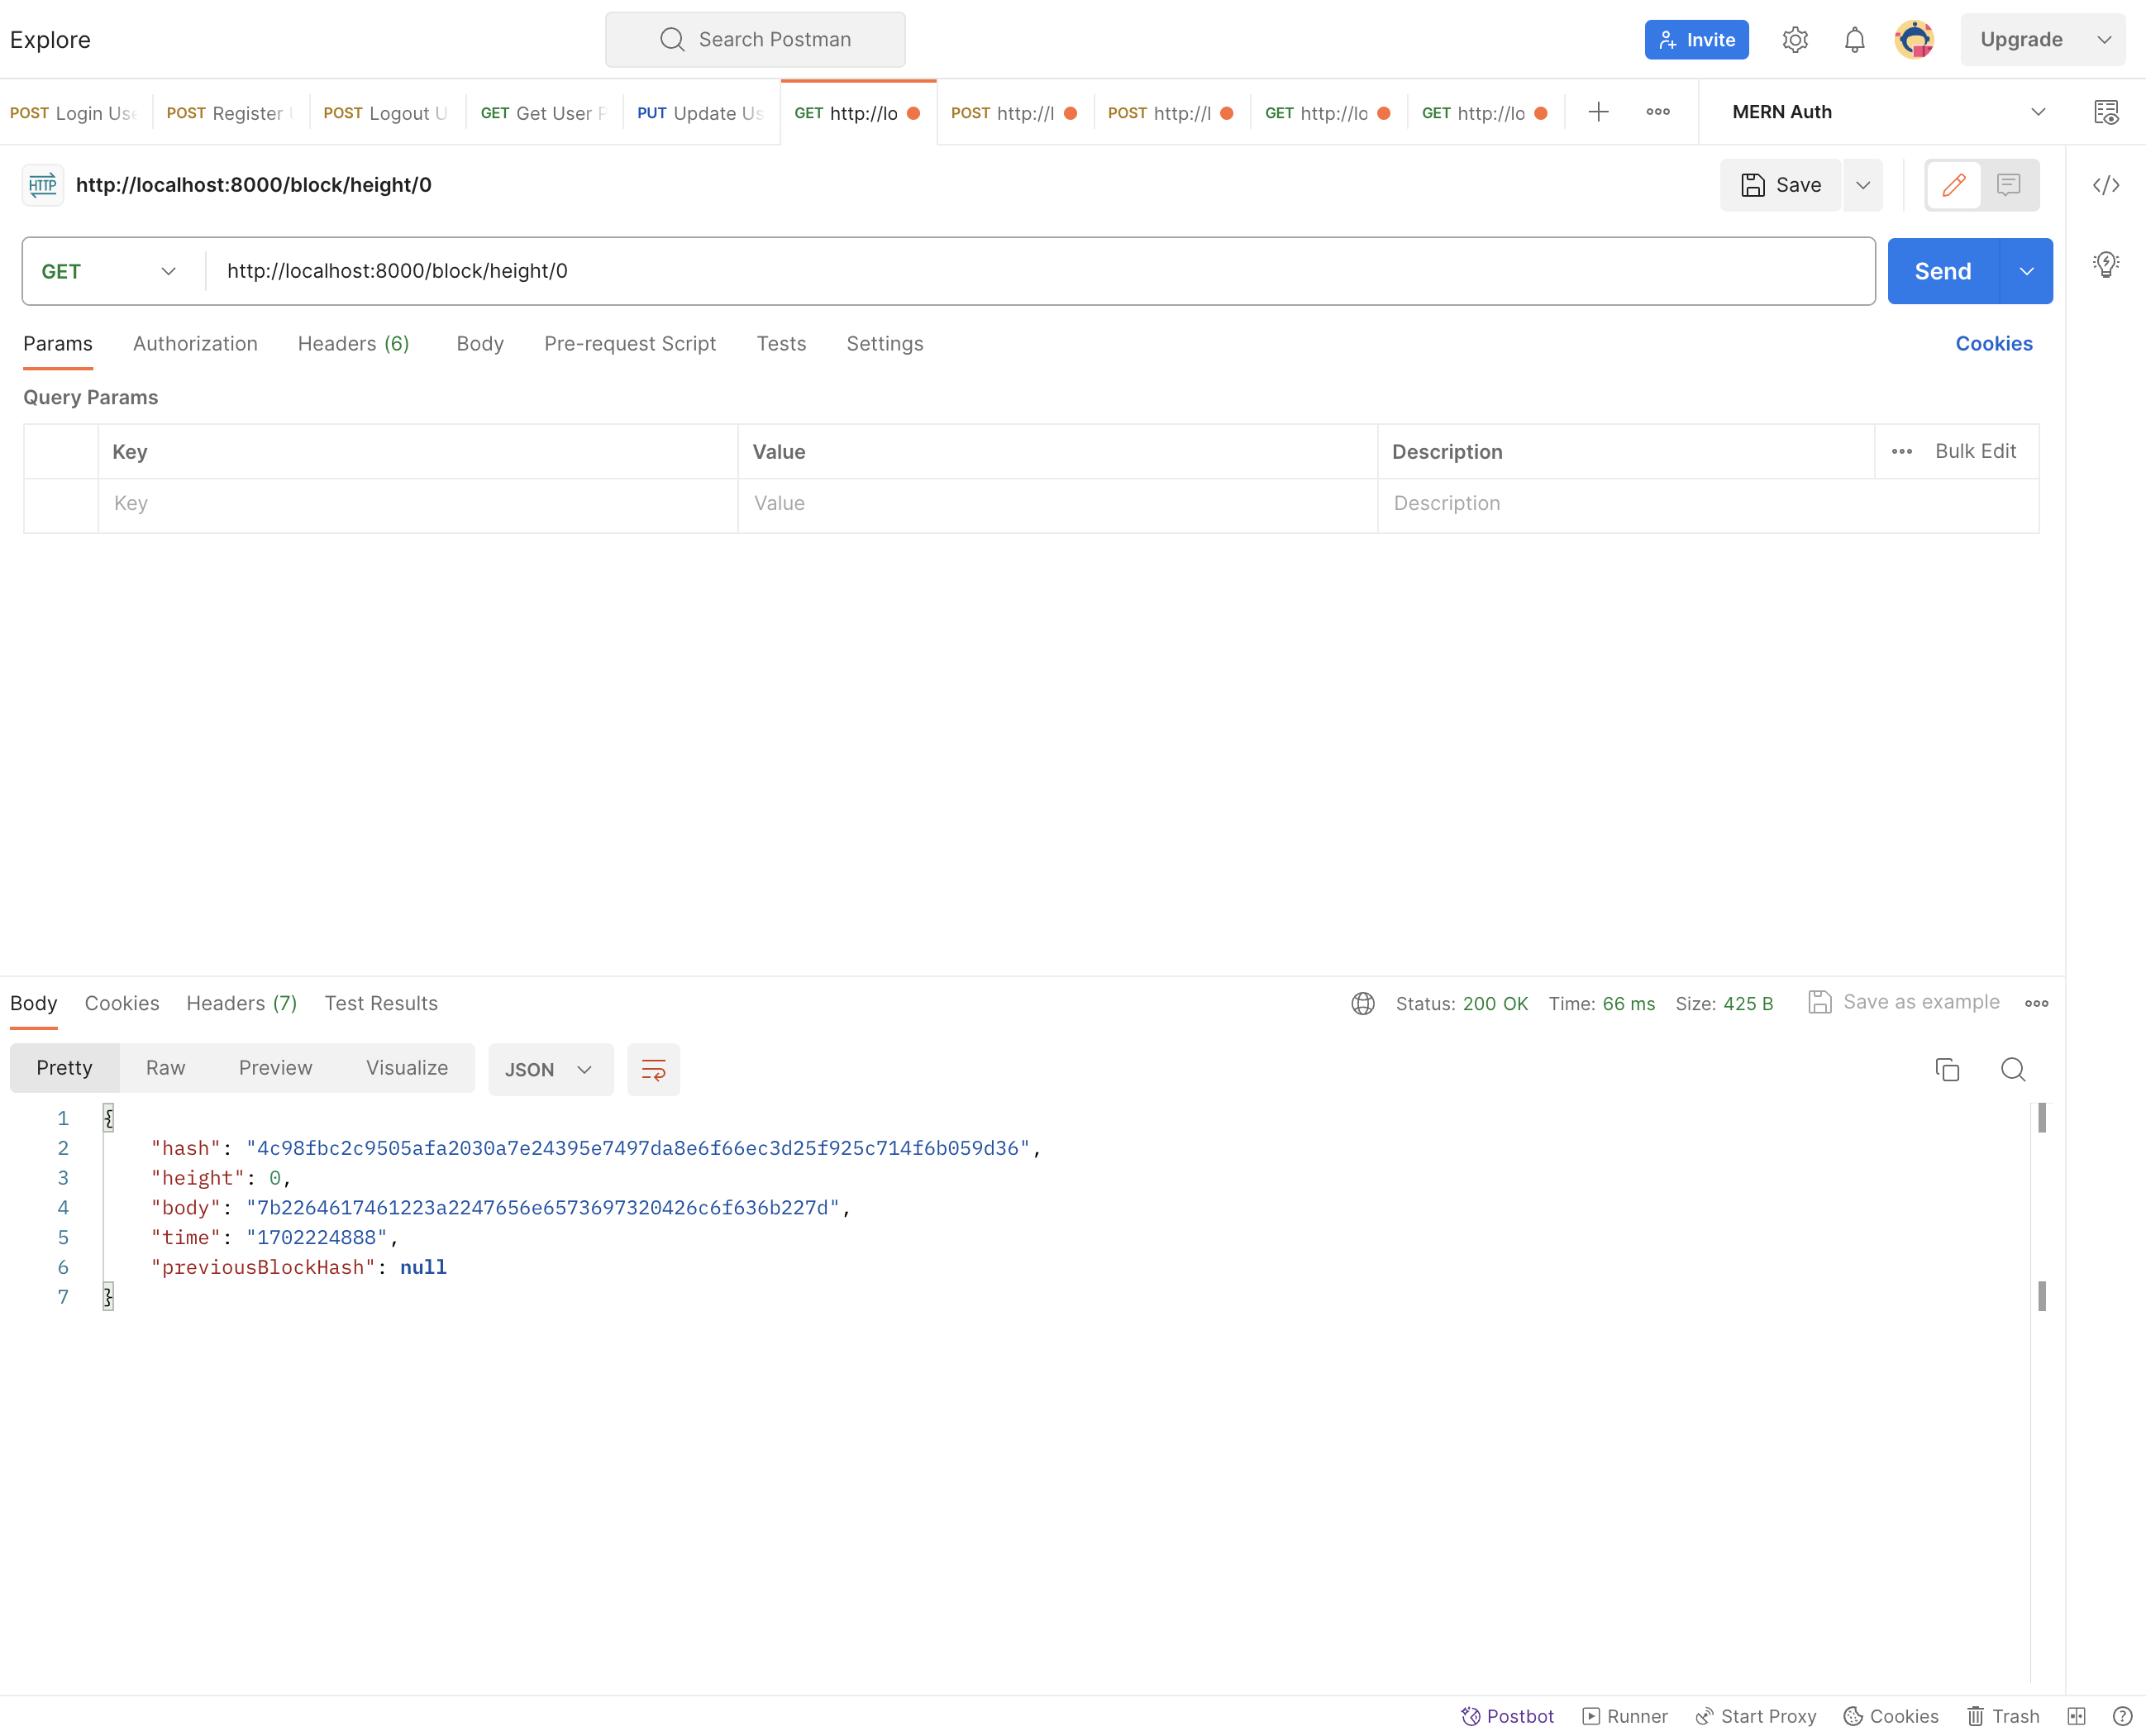 Explore
Search Postman
Invite
Upgrade
POST Login Use
POST Register
POST Logout U
GET Get User P
PUT Update Us
GET http://lo
POST http://l
POST http://l
GET http://lo
GET http://lo
MERN Auth
HTTP http://localhost:8000/block/height/0
Save
GET http://localhost:8000/block/height/0
Send
Params Authorization Headers (6) Body Pre-request Script Tests Settings Cookies
Query Params
Key Value Description Bulk Edit
Key Value Description
Body Cookies Headers (7) Test Results Status: 200 OK Time: 66 ms Size: 425 B Save as example
Pretty Raw Preview Visualize JSON
1 {
2 "hash": "4c98fbc2c9505afa2030a7e24395e7497da8e6f66ec3d25f925c714f6b059d36",
3 "height": 0,
4 "body": "7b2264617461223a2247656e6573697320426c6f636b227d",
5 "time": "1702224888",
6 "previousBlockHash": null
7 }
Postbot Runner Start Proxy Cookies Trash